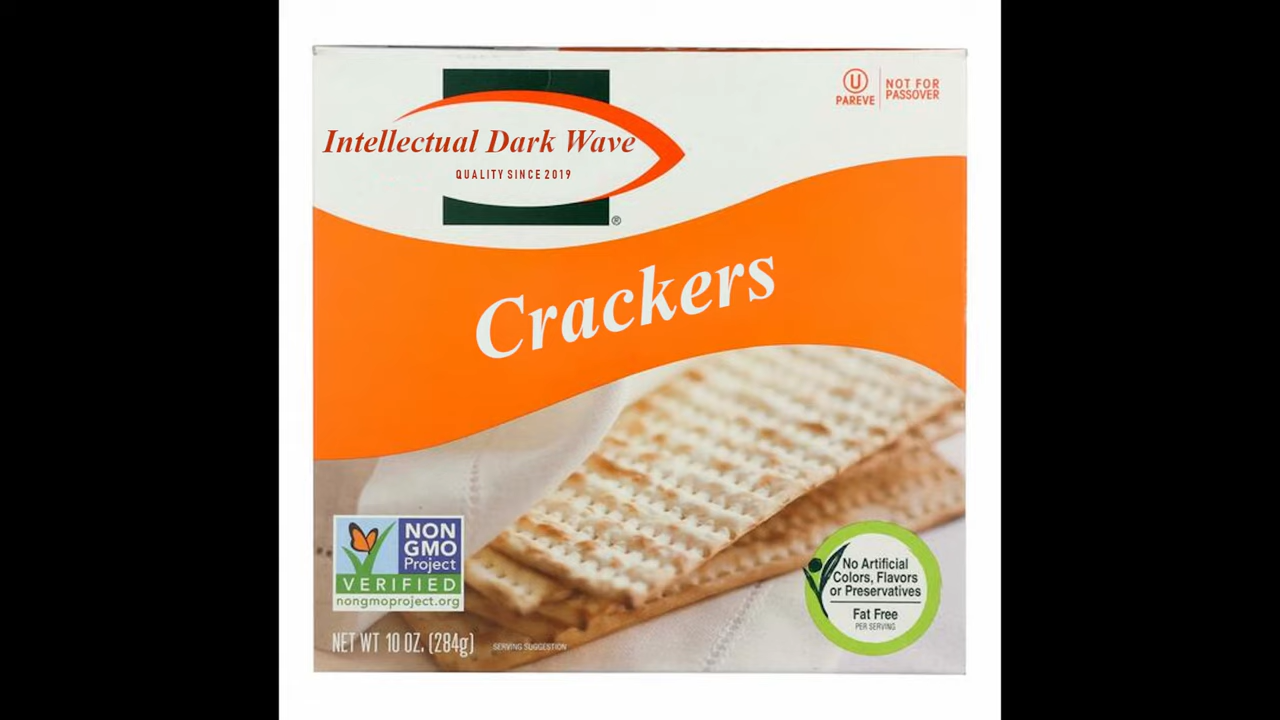 Intellectual Dark Wave
QUALITY SINCE 2019
®
U
PAREVE
NOT FOR
PASSOVER
Crackers
NON
GMO
Project
VERIFIED
nongmoproject.org
No Artificial
Colors, Flavors
or Preservatives
Fat Free
PER SERVING
NET WT 10 OZ. (284g)
SERVING SUGGESTION